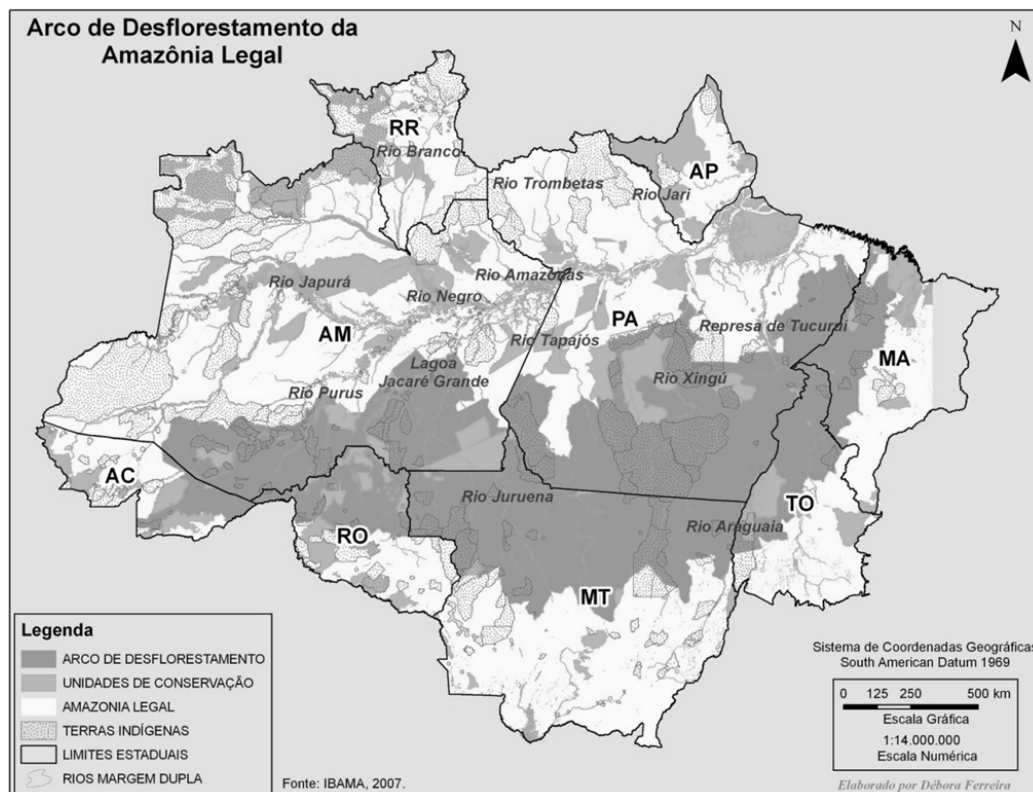 Arco de Desflorestamento da
Amazônia Legal
N
RR
Rio Branco
AP
Rio Trombetas
Rio Jari
Rio Japurá
Rio Amazonas
Rio Negro
AM
PA
Rio Tapajós
Represa de Tucuruí
MA
Lagoa
Jacaré Grande
Rio Xingú
Rio Purus
AC
Rio Juruena
TO
Rio Araguaia
RO
MT
Legenda
ARCO DE DESFLORESTAMENTO
UNIDADES DE CONSERVAÇÃO
AMAZONIA LEGAL
TERRAS INDÍGENAS
LIMITES ESTADUAIS
RIOS MARGEM DUPLA
Fonte: IBAMA, 2007.
Sistema de Coordenadas Geográficas
South American Datum 1969
0 125 250 500 km
Escala Gráfica
1:14.000.000
Escala Numérica
Elaborado por Débora Ferreira